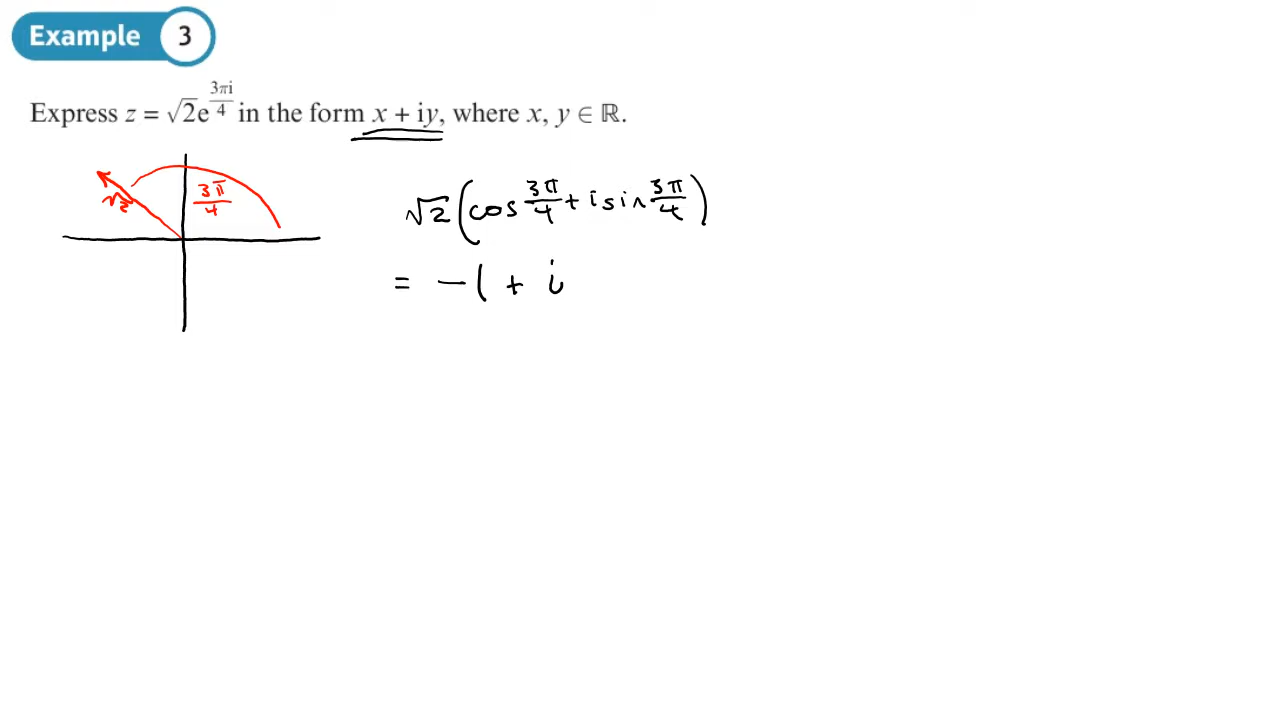 Example 3
Express z = √2e^(3πi/4) in the form x + iy, where x, y ∈ ℝ.
√2
3π/4
√2(cos 3π/4 + i sin 3π/4)
= -1 + i